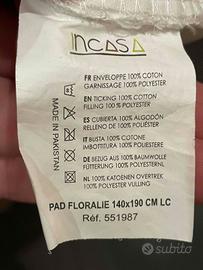 INCASA
FR ENVELOPPE 100% COTON
GARNISSAGE 100% POLYESTER
EN TICKING 100% COTTON
FILLING 100% POLYESTER
ES CUBIERTA 100% ALGODÓN
RELLENO 100% POLIÉSTER
IT BUSTA 100% COTONE
IMBOTTITURA 100% POLIESTERE
DE BEZUG AUS 100% BAUMWOLLE
FÜTTERUNG 100% POLYESTER
NL 100% KATOENEN OVERTREK
100% POLYESTER VULLING
MADE IN PAKISTAN
PAD FLORALIE 140x190 CM LC
Réf. 551987
subito